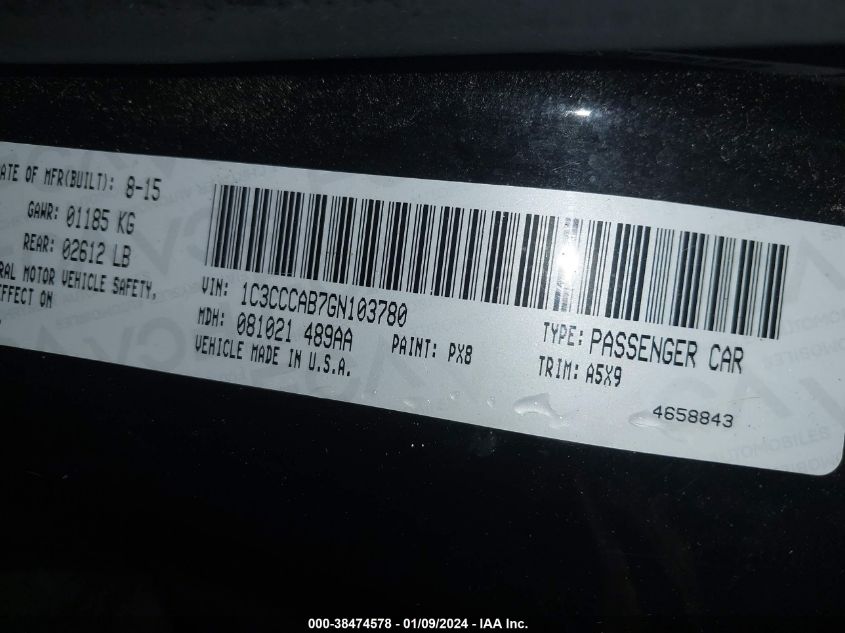 ATE OF MFR(BUILT): 8-15
GAWR: 01185 KG
REAR: 02612 LB
RAL MOTOR VEHICLE SAFETY,
EFFECT ON
VIN: 1C3CCCAB7GN103780
MDH: 081021 489AA
PAINT: PX8
VEHICLE MADE IN U.S.A.
TYPE: PASSENGER CAR
TRIM: A5X9
4658843
AUTOMOBILES
000-38474578 - 01/09/2024 - IAA Inc.